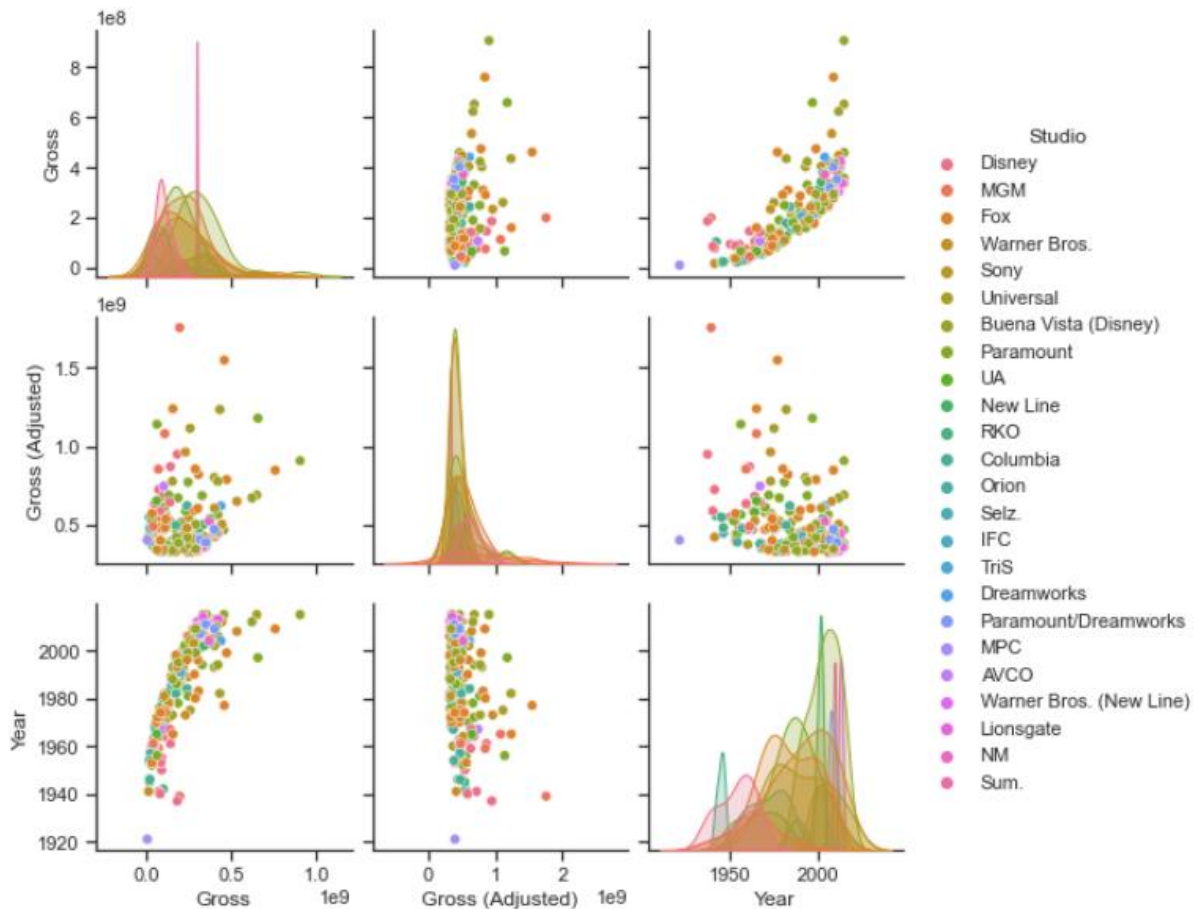 1e8
8
6
4
2
0
Gross
1e9
1.5
1.0
0.5
Gross (Adjusted)
2000
1980
1960
1940
1920
Year
0.0 0.5 1.0
Gross 1e9
0 1 2
Gross (Adjusted) 1e9
1950 2000
Year
Studio
Disney
MGM
Fox
Warner Bros.
Sony
Universal
Buena Vista (Disney)
Paramount
UA
New Line
RKO
Columbia
Orion
Selz.
IFC
TriS
Dreamworks
Paramount/Dreamworks
MPC
AVCO
Warner Bros. (New Line)
Lionsgate
NM
Sum.